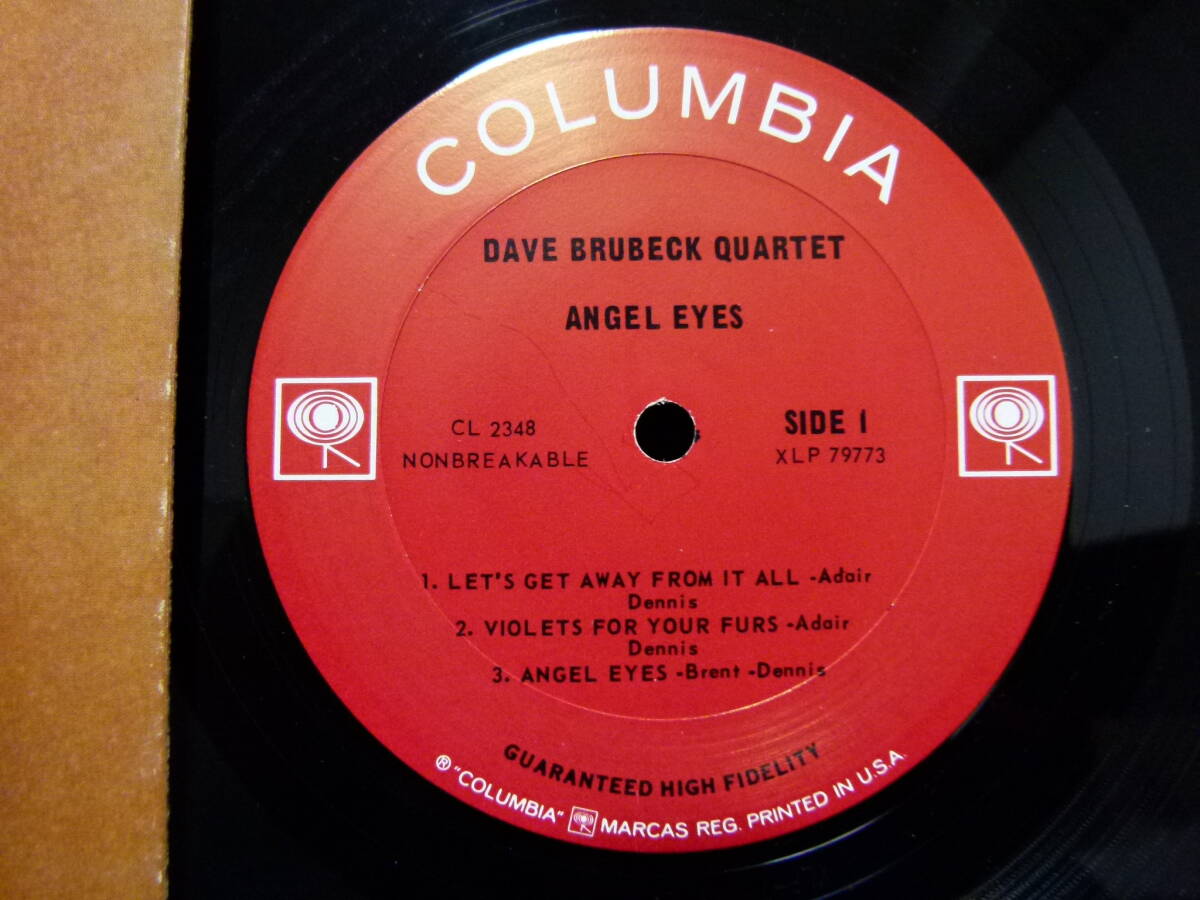 COLUMBIA
DAVE BRUBECK QUARTET
ANGEL EYES
CL 2348
NONBREAKABLE
SIDE 1
XLP 79773
1. LET'S GET AWAY FROM IT ALL -Adair
Dennis
2. VIOLETS FOR YOUR FURS -Adair
Dennis
3. ANGEL EYES -Brent -Dennis
GUARANTEED HIGH FIDELITY
® "COLUMBIA" MARCAS REG. PRINTED IN U.S.A.